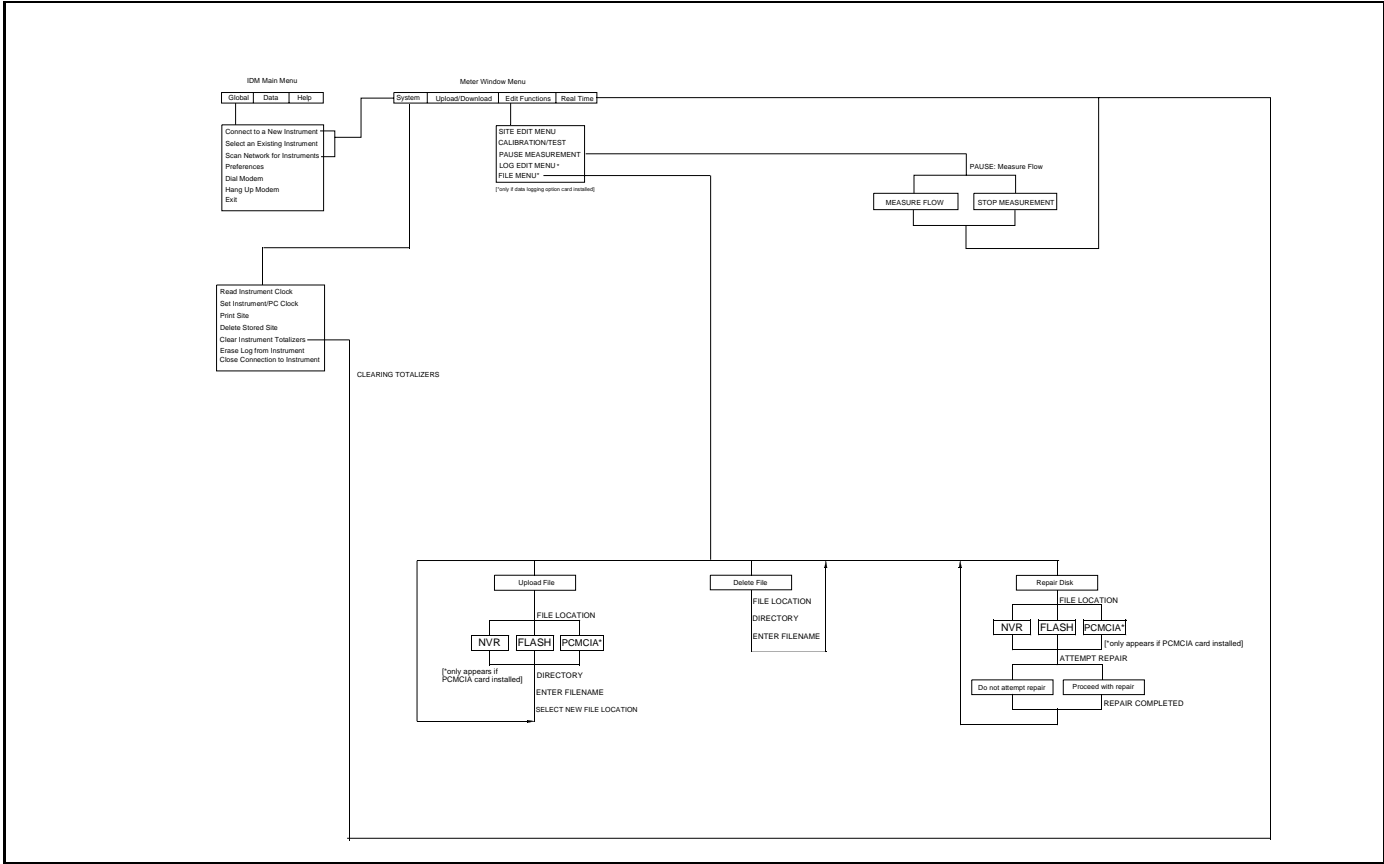 IDM Main Menu
Global Data Help
Connect to a New Instrument
Select an Existing Instrument
Scan Network for Instruments
Preferences
Dial Modem
Hang Up Modem
Exit
Meter Window Menu
System Upload/Download Edit Functions Real Time
SITE EDIT MENU
CALIBRATION/TEST
PAUSE MEASUREMENT
LOG EDIT MENU *
FILE MENU*
[*only if data logging option card installed]
PAUSE: Measure Flow
MEASURE FLOW
STOP MEASUREMENT
Read Instrument Clock
Set Instrument/PC Clock
Print Site
Delete Stored Site
Clear Instrument Totalizers
Erase Log from Instrument
Close Connection to Instrument
CLEARING TOTALIZERS
Upload File
FILE LOCATION
NVR FLASH PCMCIA*
[*only appears if
PCMCIA card installed]
DIRECTORY
ENTER FILENAME
SELECT NEW FILE LOCATION
Delete File
FILE LOCATION
DIRECTORY
ENTER FILENAME
Repair Disk
FILE LOCATION
NVR FLASH PCMCIA*
[*only appears if PCMCIA card installed]
ATTEMPT REPAIR
Do not attempt repair
Proceed with repair
REPAIR COMPLETED